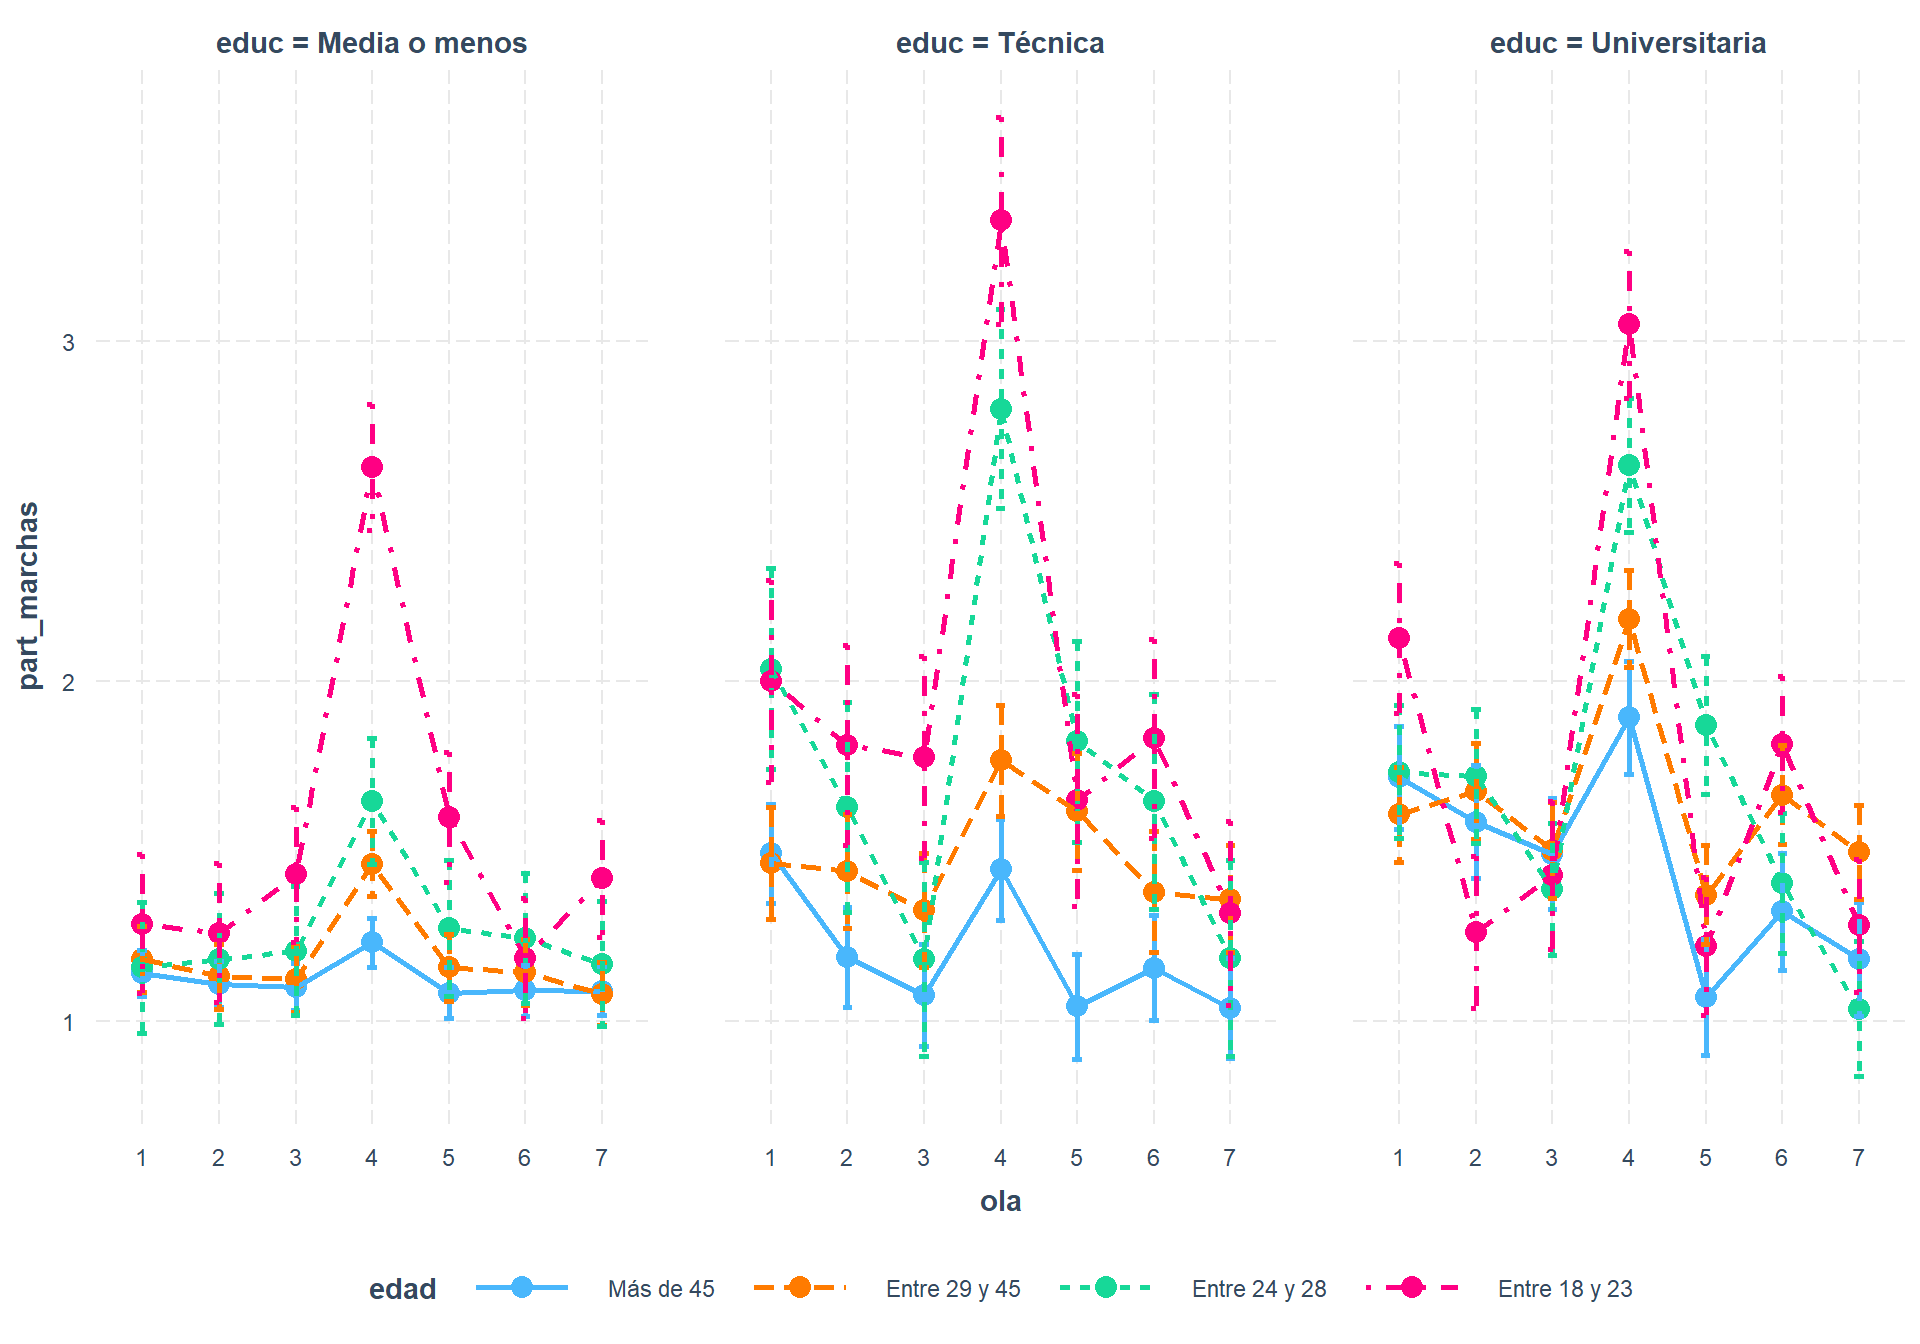 educ = Media o menos
educ = Técnica
educ = Universitaria
part_marchas
3
2
1
1 2 3 4 5 6 7
1 2 3 4 5 6 7
1 2 3 4 5 6 7
ola
edad Más de 45 Entre 29 y 45 Entre 24 y 28 Entre 18 y 23